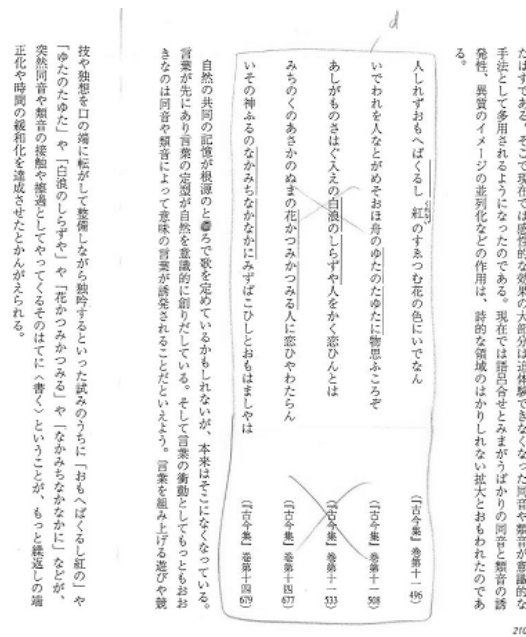 d
たはずである。そこで現在では感性的な効果の大部分は追体験できなくなった同音や類音が意識的な
手法として多用されるようになったのである。現在では語呂合せとみまがうばかりの同音と類音の誘
発性、異質のイメージの並列化などの作用は、詩的な領域のはかりしれない拡大とおもわれたのであ
る。
人しれずおもへばくるし紅のすゑつむ花の色にいでなん （『古今集』巻第十一 496）
くれない
いでわれを人なとがめそおほ舟のゆたのたゆたに物思ふころぞ （『古今集』巻第十一 508）
あしがものさはぐ入えの白浪のしらずや人をかく恋ひんとは （『古今集』巻第十一 533）
みちのくのあさかのぬまの花かつみかつみる人に恋ひやわたらん （『古今集』巻第十四 677）
いその神ふるのなかみちなかなかにみずばこひしとおもはましやは （『古今集』巻第十四 679）
自然の共同の記憶が根源のところで歌を定めているかもしれないが、本来はそこになくなっている。
言葉が先にあり言葉の定型が自然を意識的に創りだしている。そして言葉の衝動としてもっともおお
きなのは同音や類音によって意味の言葉が誘発されることだといえよう。言葉を組み上げる遊びや競
技や独想を口の端に転がして整備しながら独吟するといった試みのうちに「おもへばくるし紅の」や
「ゆたのたゆた」や「白浪のしらずや」や「花かつみかつみる」や「なかみちなかなかに」などが、
突然同音や類音の接触や擦過としてやってくるそのはてに〈書く〉ということが、もっと繰返しの端
正化や時間の緩和化を達成させたとかんがえられる。
210